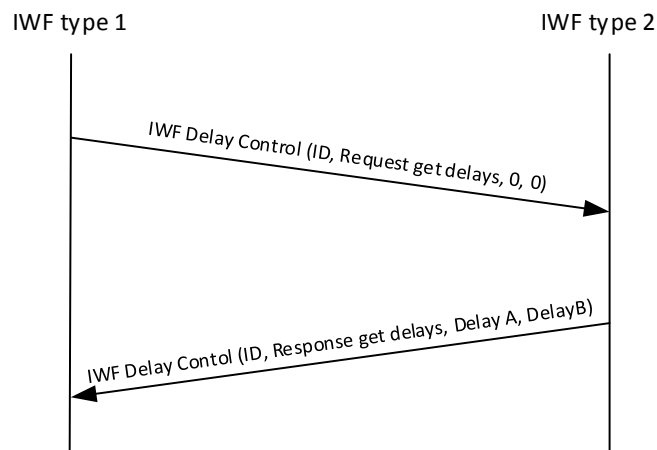 IWF type 1
IWF type 2
IWF Delay Control (ID, Request get delays, 0, 0)
IWF Delay Contol (ID, Response get delays, Delay A, DelayB)